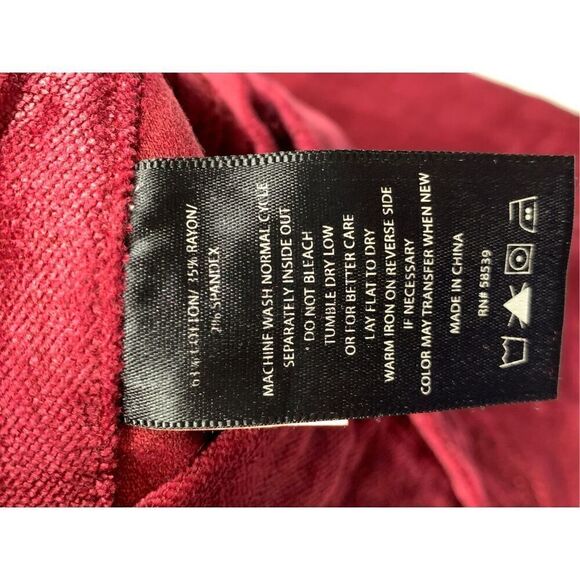 63% COTTON/ 35% RAYON/
2% SPANDEX
MACHINE WASH NORMAL CYCLE
SEPARATELY INSIDE OUT
DO NOT BLEACH
TUMBLE DRY LOW
OR FOR BETTER CARE
LAY FLAT TO DRY
WARM IRON ON REVERSE SIDE
IF NECESSARY
COLOR MAY TRANSFER WHEN NEW
MADE IN CHINA
RN# 58539